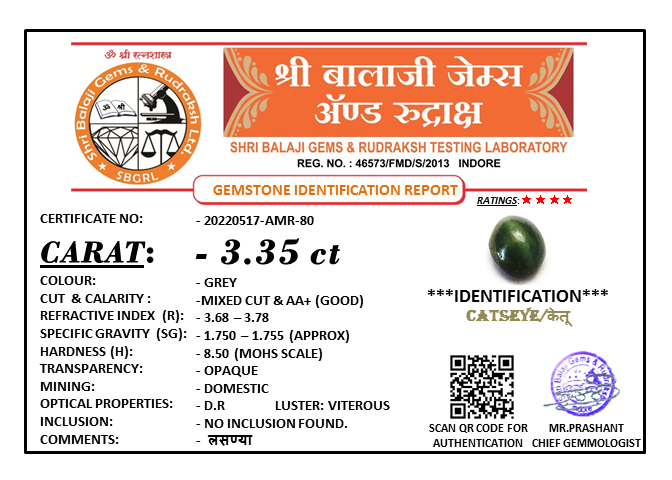 ॐ श्री रत्नशास्त्र
Shri Balaji Gems & Rudraksh Ltd.
SBGRL
श्री बालाजी जेम्स
ॲण्ड रुद्राक्ष
SHRI BALAJI GEMS & RUDRAKSH TESTING LABORATORY
REG. NO. : 46573/FMD/S/2013 INDORE
GEMSTONE IDENTIFICATION REPORT
RATINGS:★ ★ ★ ★
CERTIFICATE NO: - 20220517-AMR-80
CARAT: - 3.35 ct
COLOUR: - GREY
CUT & CALARITY : -MIXED CUT & AA+ (GOOD)
REFRACTIVE INDEX (R): - 3.68 – 3.78
SPECIFIC GRAVITY (SG): - 1.750 – 1.755 (APPROX)
HARDNESS (H): - 8.50 (MOHS SCALE)
TRANSPARENCY: - OPAQUE
MINING: - DOMESTIC
OPTICAL PROPERTIES: - D.R LUSTER: VITEROUS
INCLUSION: - NO INCLUSION FOUND.
COMMENTS: - लसण्या
***IDENTIFICATION***
CATSEYE/केतू
SCAN QR CODE FOR
AUTHENTICATION
MR.PRASHANT
CHIEF GEMMOLOGIST